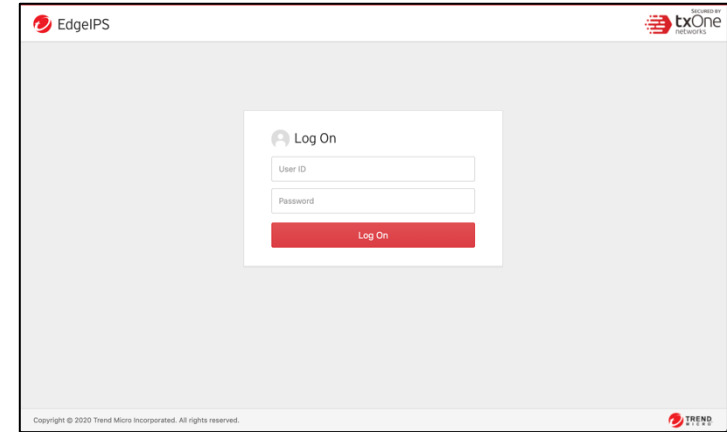 EdgeIPS
SECURED BY
txOne
networks
Log On
User ID
Password
Log On
Copyright © 2020 Trend Micro Incorporated. All rights reserved.
TREND
MICRO